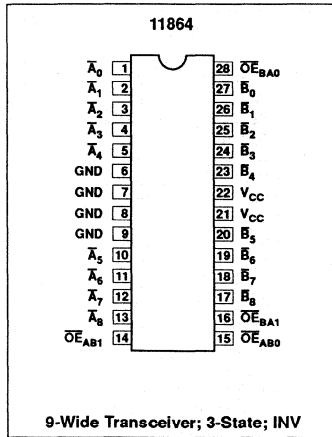 11864
A̅0 1 28 O̅E̅BA0
A̅1 2 27 B̅0
A̅2 3 26 B̅1
A̅3 4 25 B̅2
A̅4 5 24 B̅3
GND 6 23 B̅4
GND 7 22 VCC
GND 8 21 VCC
GND 9 20 B̅5
A̅5 10 19 B̅6
A̅6 11 18 B̅7
A̅7 12 17 B̅8
A̅8 13 16 O̅E̅BA1
O̅E̅AB1 14 15 O̅E̅AB0
9-Wide Transceiver; 3-State; INV